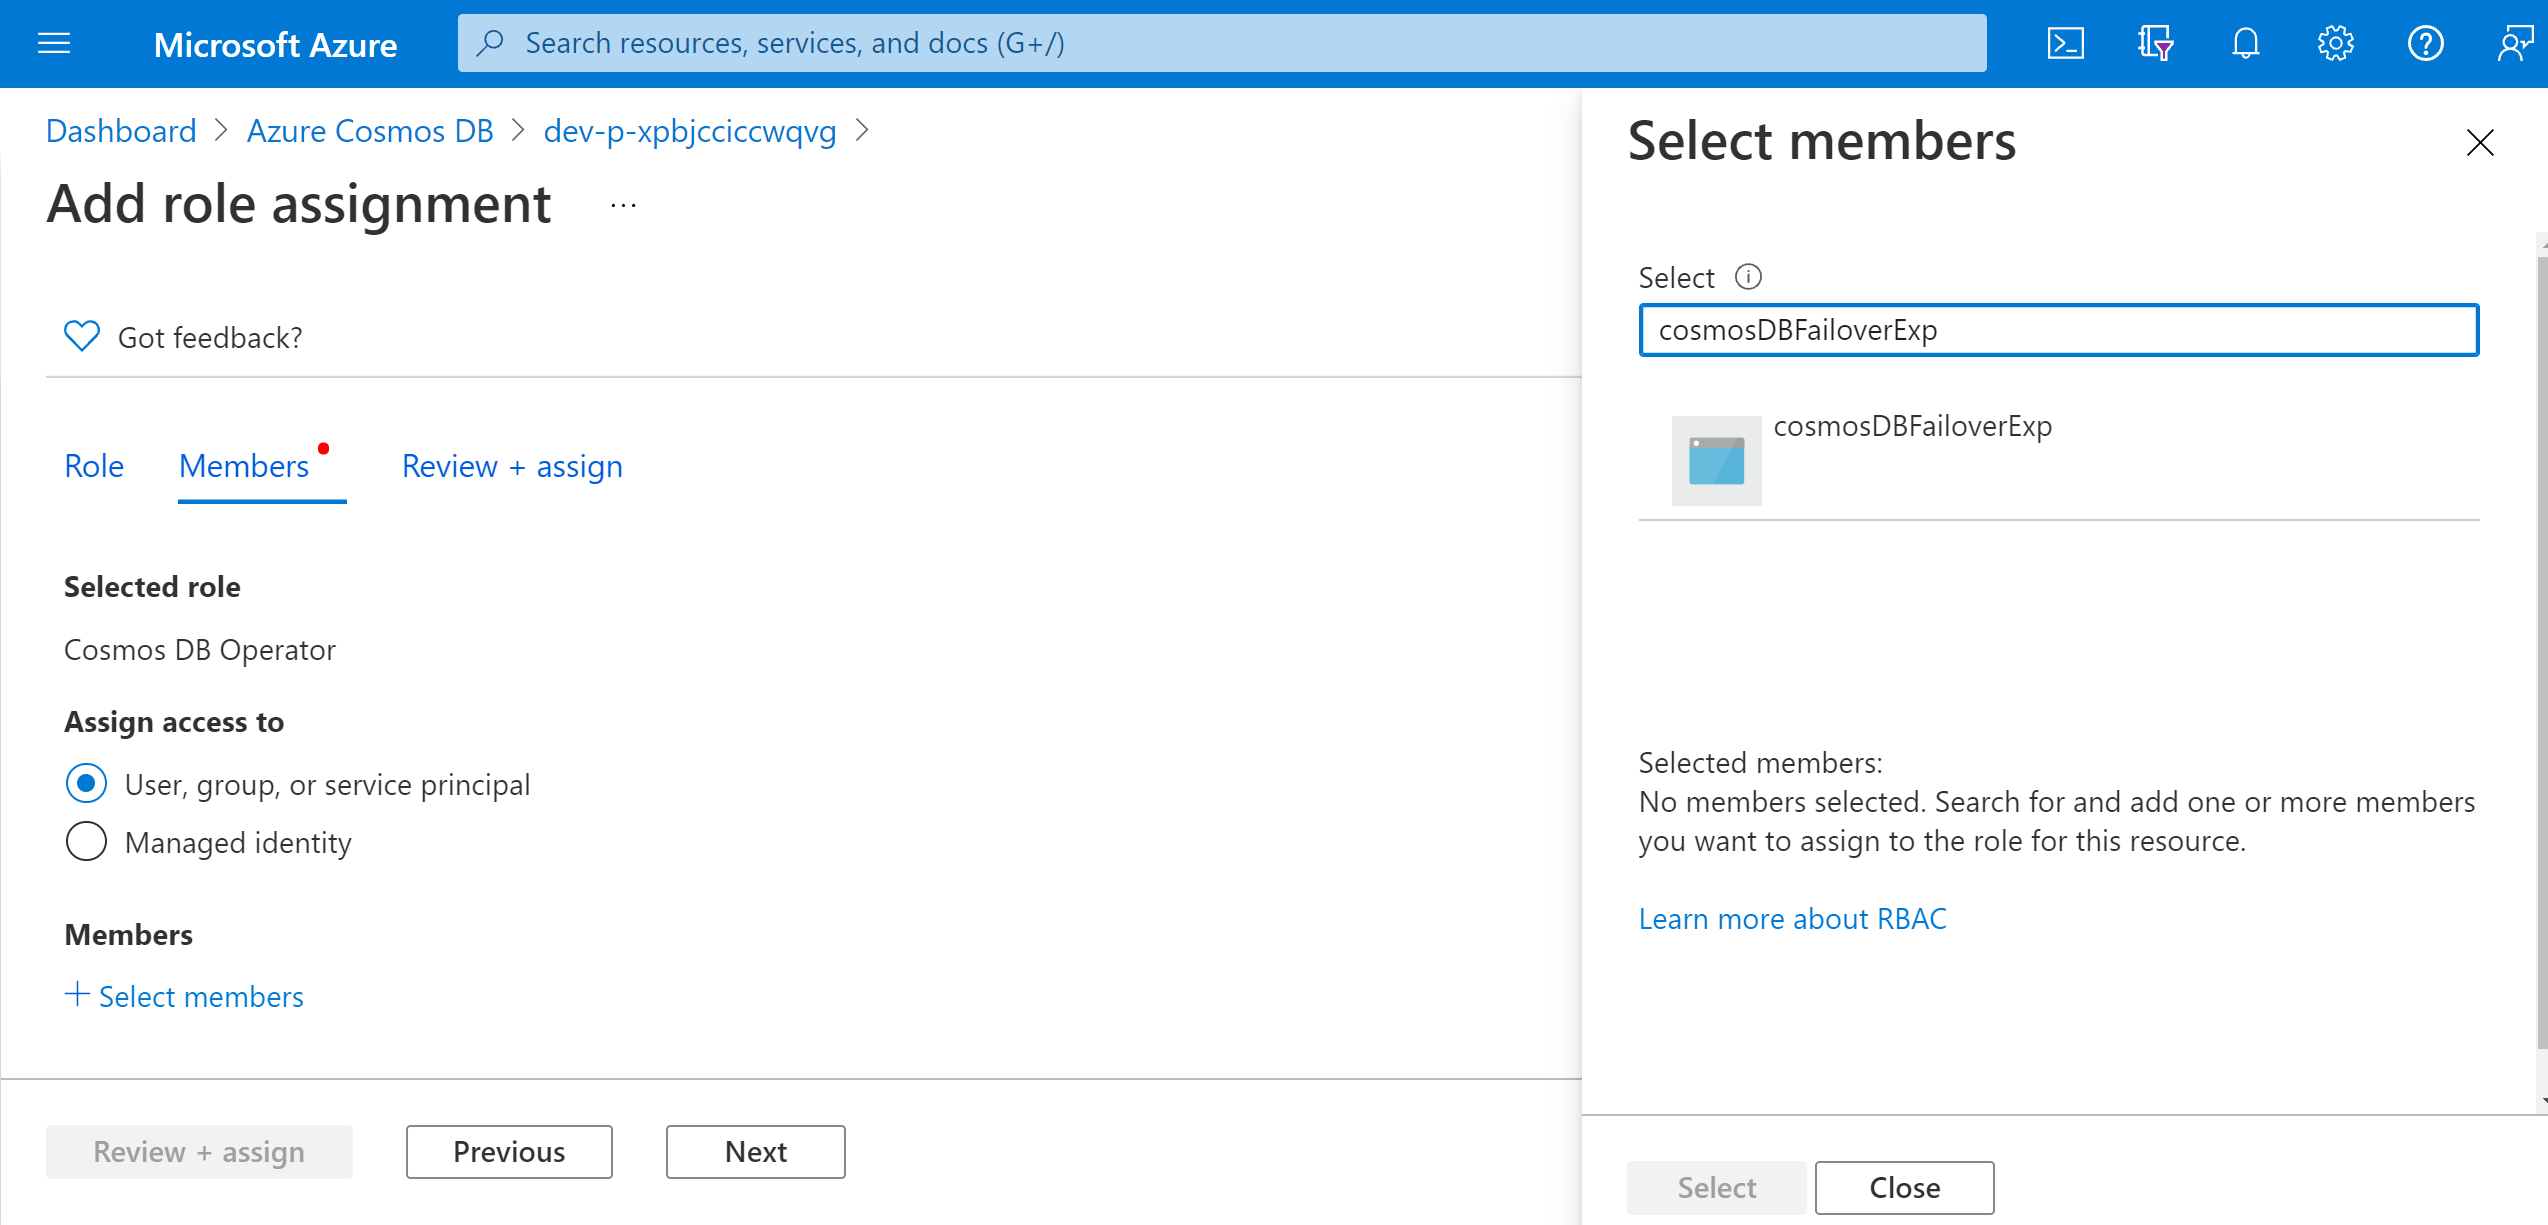 Microsoft Azure
Search resources, services, and docs (G+/)
Dashboard > Azure Cosmos DB > dev-p-xpbjcciccwqvg >
Add role assignment ...
Got feedback?
Role Members Review + assign
Selected role
Cosmos DB Operator
Assign access to
User, group, or service principal
Managed identity
Members
+ Select members
Review + assign Previous Next
Select members
Select
cosmosDBFailoverExp
cosmosDBFailoverExp
Selected members:
No members selected. Search for and add one or more members
you want to assign to the role for this resource.
Learn more about RBAC
Select Close